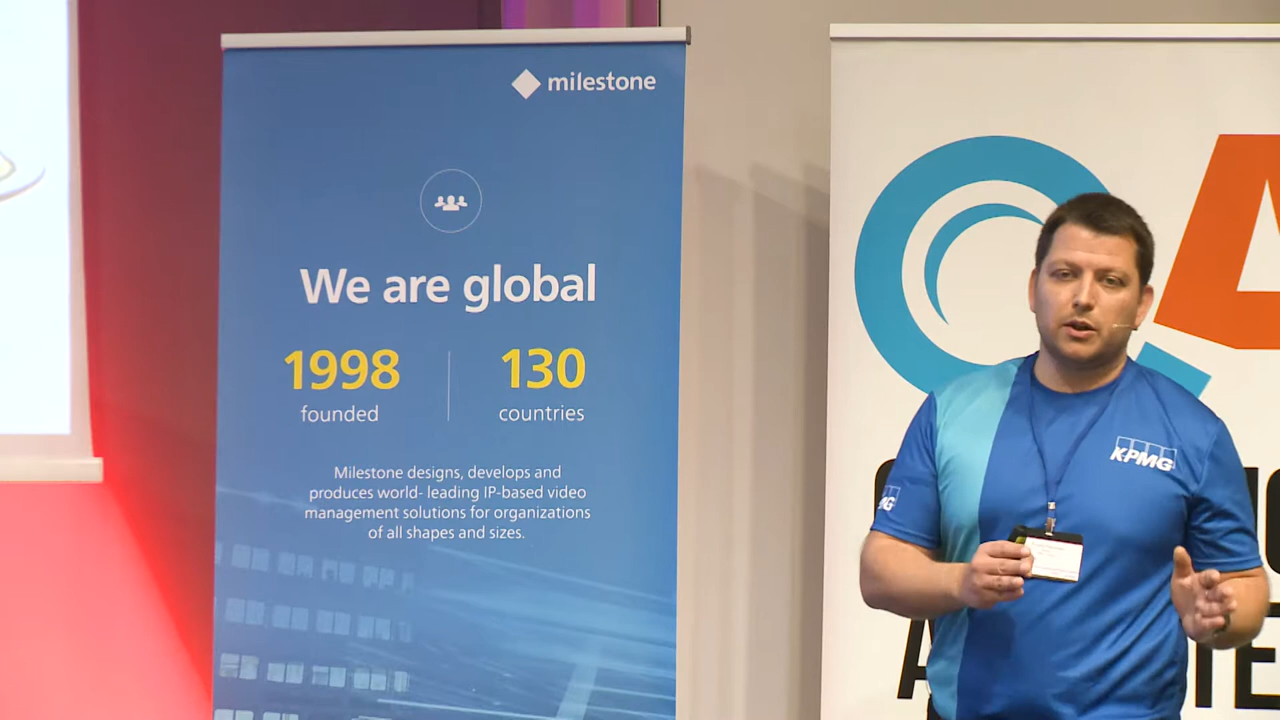 milestone
We are global
1998
founded
130
countries
Milestone designs, develops and
produces world- leading IP-based video
management solutions for organizations
of all shapes and sizes.
KPMG